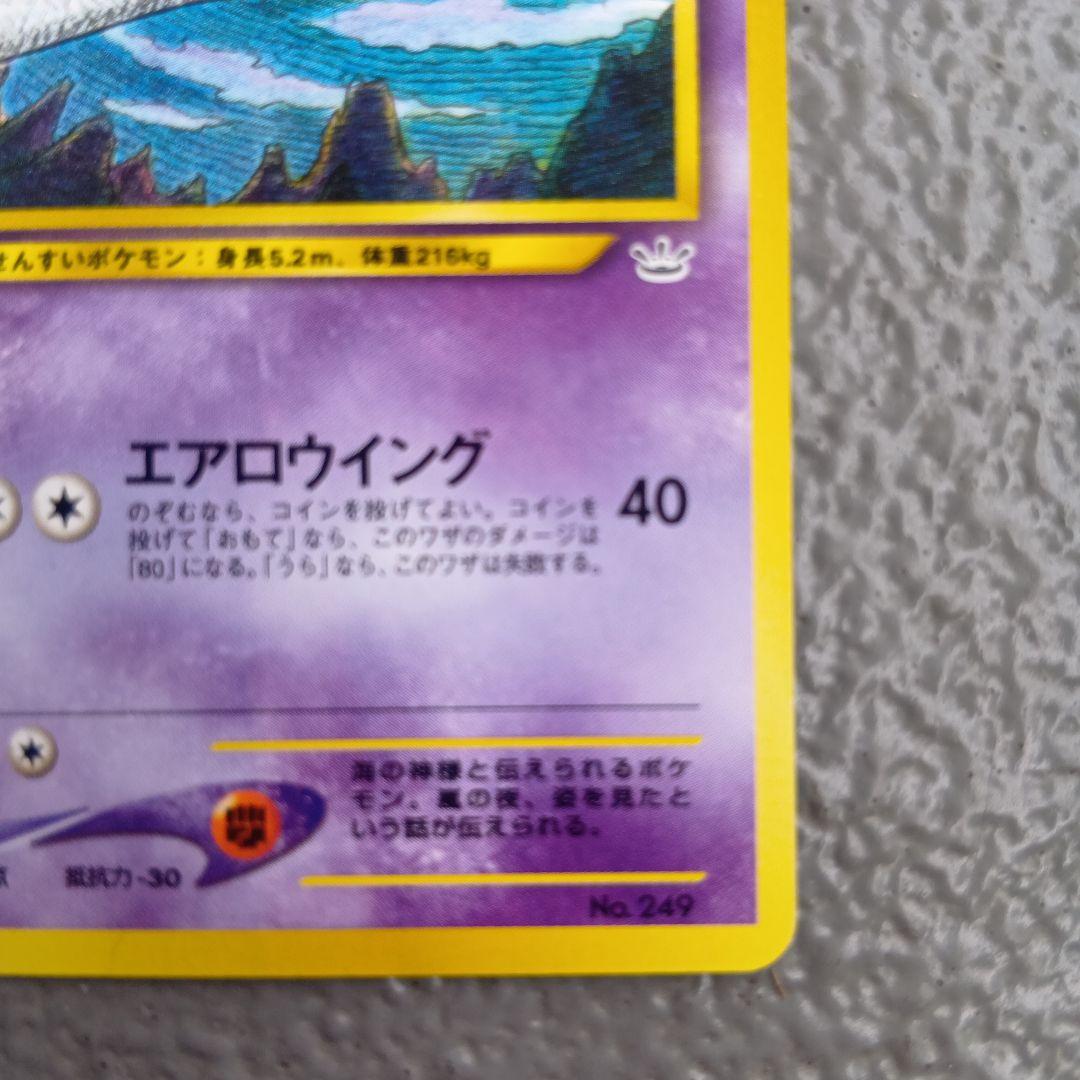 せんすいポケモン：身長5.2m、体重216kg
エアロウイング
40
のぞむなら、コインを投げてよい。コインを
投げて「おもて」なら、このワザのダメージは
「80」になる。「うら」なら、このワザは失敗する。
海の神様と伝えられるポケ
モン。嵐の夜、姿を見たと
いう話が伝えられる。
抵抗力 -30
No. 249